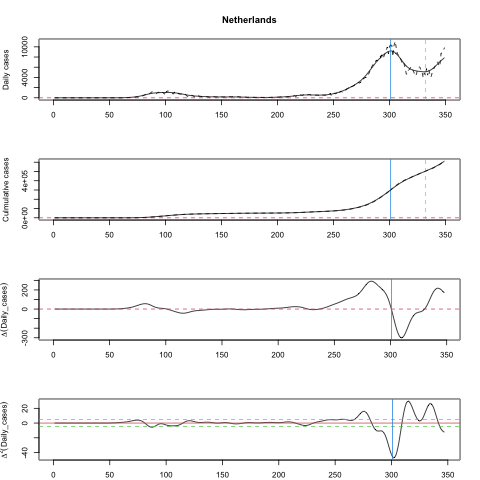 Netherlands
Daily cases
10000
4000
0
0 50 100 150 200 250 300 350
Culmulative cases
4e+05
0e+00
0 50 100 150 200 250 300 350
Δ(Daily_cases)
200
0
-300
0 50 100 150 200 250 300 350
Δ²(Daily_cases)
20
0
-40
0 50 100 150 200 250 300 350